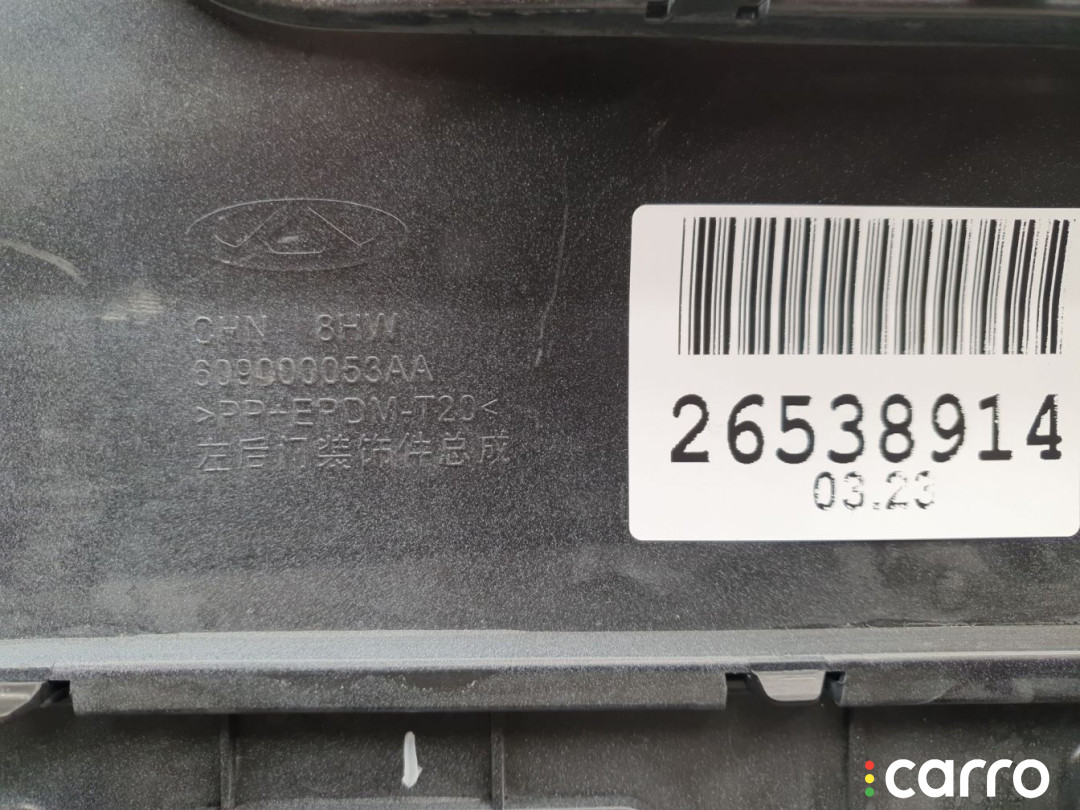 CHN 8HW
609000053AA
>PP+EPDM-T20<
左后门装饰件总成
26538914
03.23
carro